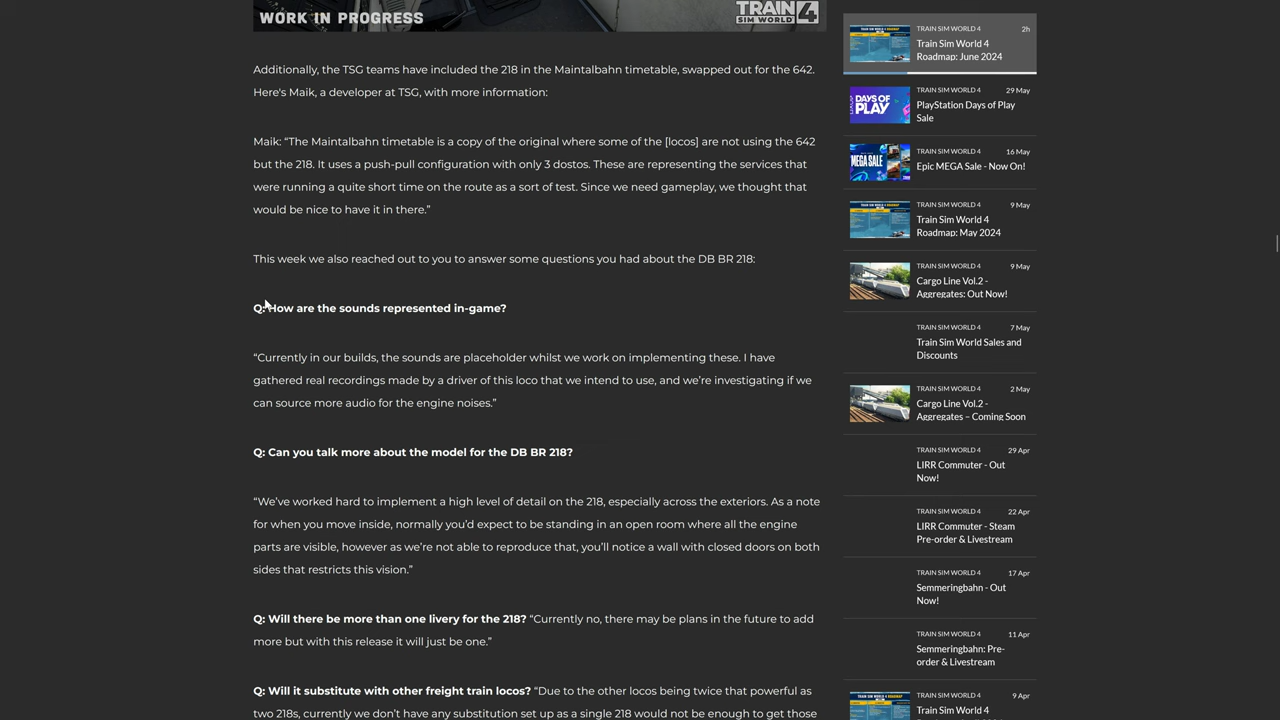 WORK IN PROGRESS
TRAIN
SIM WORLD 4
Additionally, the TSG teams have included the 218 in the Maintalbahn timetable, swapped out for the 642.
Here's Maik, a developer at TSG, with more information:
Maik: “The Maintalbahn timetable is a copy of the original where some of the [locos] are not using the 642
but the 218. It uses a push-pull configuration with only 3 dostos. These are representing the services that
were running a quite short time on the route as a sort of test. Since we need gameplay, we thought that
would be nice to have it in there.”
This week we also reached out to you to answer some questions you had about the DB BR 218:
Q: How are the sounds represented in-game?
“Currently in our builds, the sounds are placeholder whilst we work on implementing these. I have
gathered real recordings made by a driver of this loco that we intend to use, and we're investigating if we
can source more audio for the engine noises.”
Q: Can you talk more about the model for the DB BR 218?
“We've worked hard to implement a high level of detail on the 218, especially across the exteriors. As a note
for when you move inside, normally you'd expect to be standing in an open room where all the engine
parts are visible, however as we're not able to reproduce that, you'll notice a wall with closed doors on both
sides that restricts this vision.”
Q: Will there be more than one livery for the 218? “Currently no, there may be plans in the future to add
more but with this release it will just be one.”
Q: Will it substitute with other freight train locos? “Due to the other locos being twice that powerful as
two 218s, currently we don't have any substitution set up as a single 218 would not be enough to get those
TRAIN SIM WORLD 4 2h
Train Sim World 4
Roadmap: June 2024
DAYS OF
PLAY
TRAIN SIM WORLD 4 29 May
PlayStation Days of Play
Sale
MEGA SALE
TRAIN SIM WORLD 4 16 May
Epic MEGA Sale - Now On!
TRAIN SIM WORLD 4 9 May
Train Sim World 4
Roadmap: May 2024
TRAIN SIM WORLD 4 9 May
Cargo Line Vol.2 -
Aggregates: Out Now!
TRAIN SIM WORLD 4 7 May
Train Sim World Sales and
Discounts
TRAIN SIM WORLD 4 2 May
Cargo Line Vol.2 -
Aggregates – Coming Soon
TRAIN SIM WORLD 4 29 Apr
LIRR Commuter - Out
Now!
TRAIN SIM WORLD 4 22 Apr
LIRR Commuter - Steam
Pre-order & Livestream
TRAIN SIM WORLD 4 17 Apr
Semmeringbahn - Out
Now!
TRAIN SIM WORLD 4 11 Apr
Semmeringbahn: Pre-
order & Livestream
TRAIN SIM WORLD 4 9 Apr
Train Sim World 4